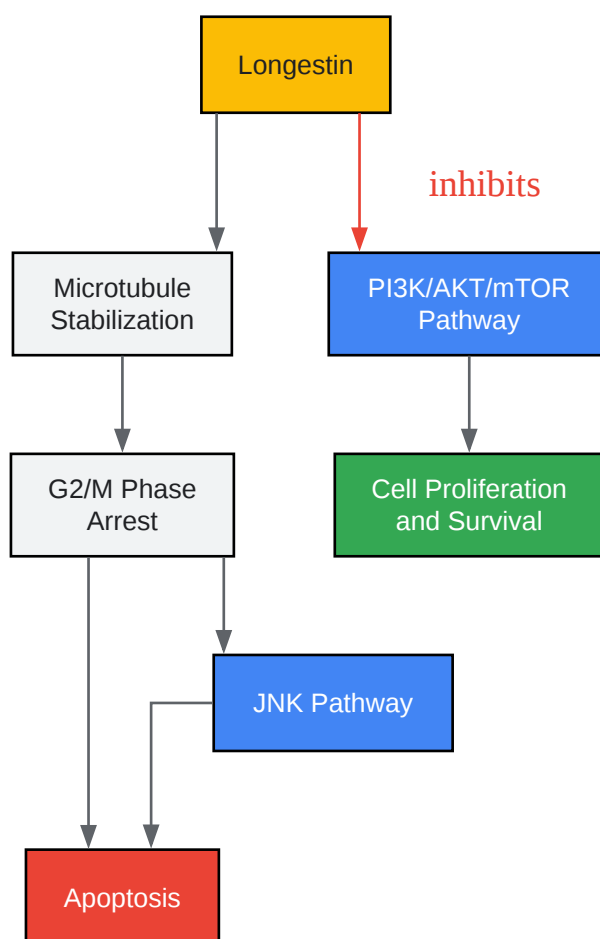 Longestin
inhibits
Microtubule
Stabilization
PI3K/AKT/mTOR
Pathway
G2/M Phase
Arrest
Cell Proliferation
and Survival
JNK Pathway
Apoptosis